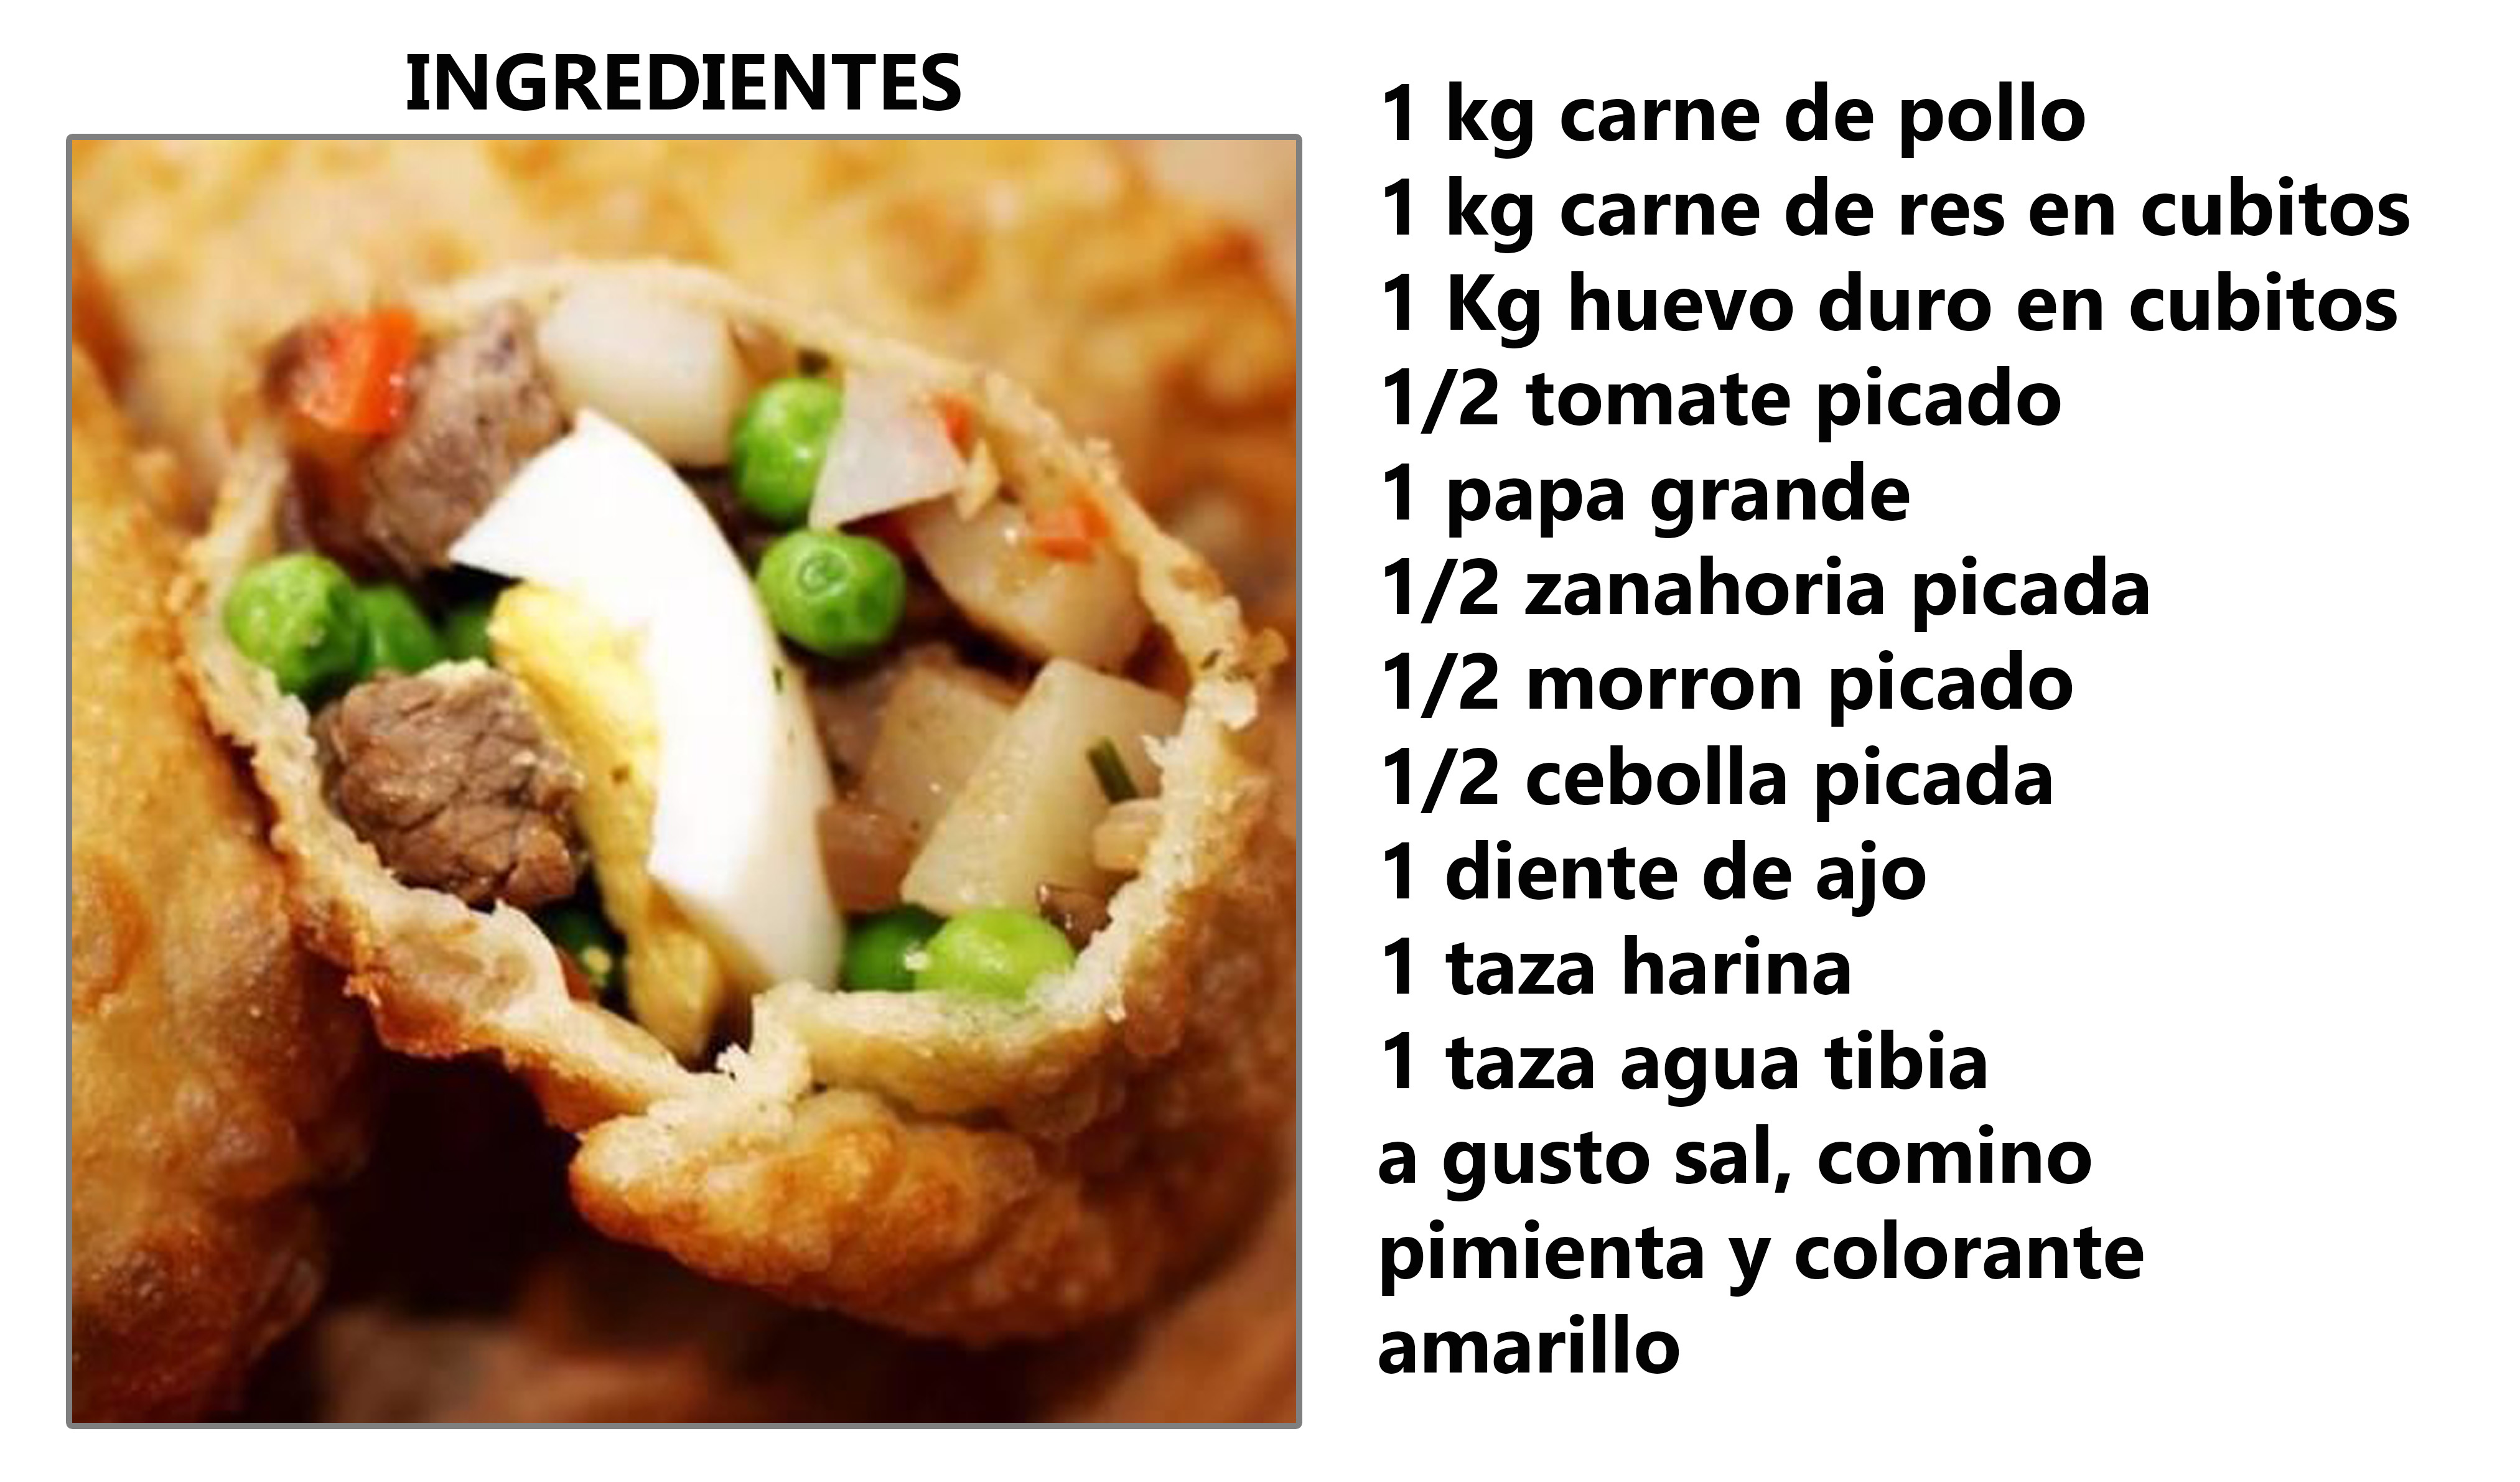 INGREDIENTES
1 kg carne de pollo
1 kg carne de res en cubitos
1 Kg huevo duro en cubitos
1/2 tomate picado
1 papa grande
1/2 zanahoria picada
1/2 morron picado
1/2 cebolla picada
1 diente de ajo
1 taza harina
1 taza agua tibia
a gusto sal, comino
pimienta y colorante
amarillo